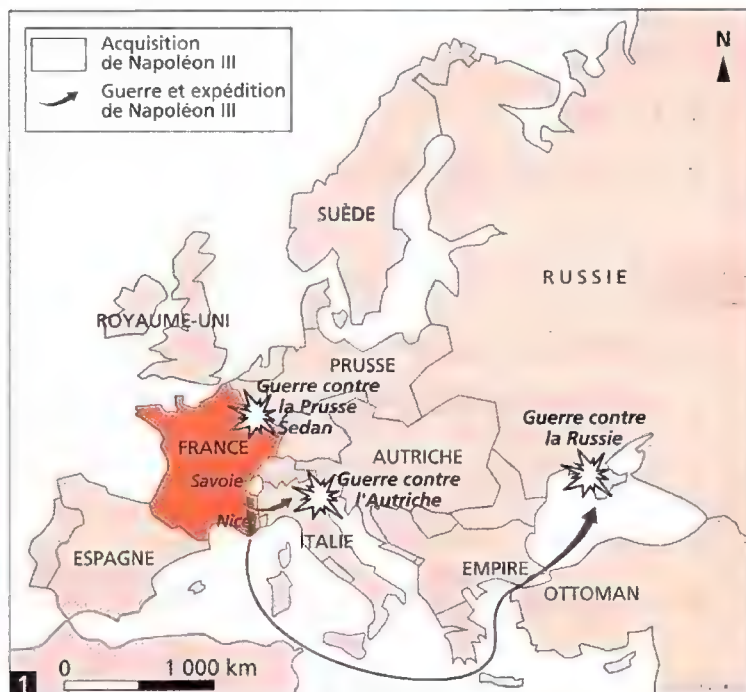 Acquisition
de Napoléon III
Guerre et expédition
de Napoléon III
N
SUÈDE
RUSSIE
ROYAUME-UNI
PRUSSE
Guerre contre
la Prusse
Sedan
Guerre contre
la Russie
FRANCE
AUTRICHE
Savoie
Guerre contre
l'Autriche
Nice
ITALIE
ESPAGNE
EMPIRE
OTTOMAN
1
0 1 000 km